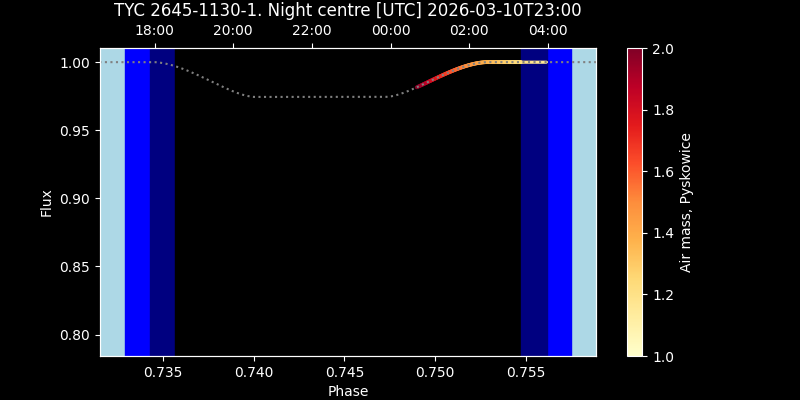 TYC 2645-1130-1. Night centre [UTC] 2026-03-10T23:00
18:00 20:00 22:00 00:00 02:00 04:00
1.00
0.95
0.90
0.85
0.80
Flux
0.735 0.740 0.745 0.750 0.755
Phase
2.0
1.8
1.6
1.4
1.2
1.0
Air mass, Pyskowice